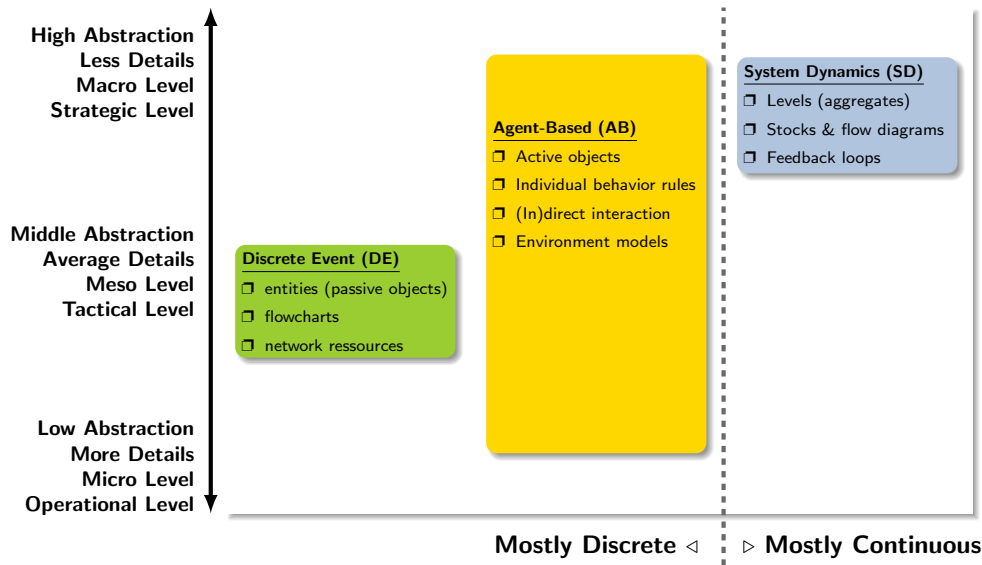 High Abstraction
Less Details
Macro Level
Strategic Level
Middle Abstraction
Average Details
Meso Level
Tactical Level
Low Abstraction
More Details
Micro Level
Operational Level
Discrete Event (DE)
❐ entities (passive objects)
❐ flowcharts
❐ network ressources
Agent-Based (AB)
❐ Active objects
❐ Individual behavior rules
❐ (In)direct interaction
❐ Environment models
System Dynamics (SD)
❐ Levels (aggregates)
❐ Stocks & flow diagrams
❐ Feedback loops
Mostly Discrete ◁
▷ Mostly Continuous